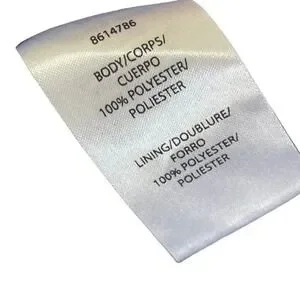 8614786
BODY/CORPS/
CUERPO
100% POLYESTER/
POLIESTER
LINING/DOUBLURE/
FORRO
100% POLYESTER/
POLIESTER